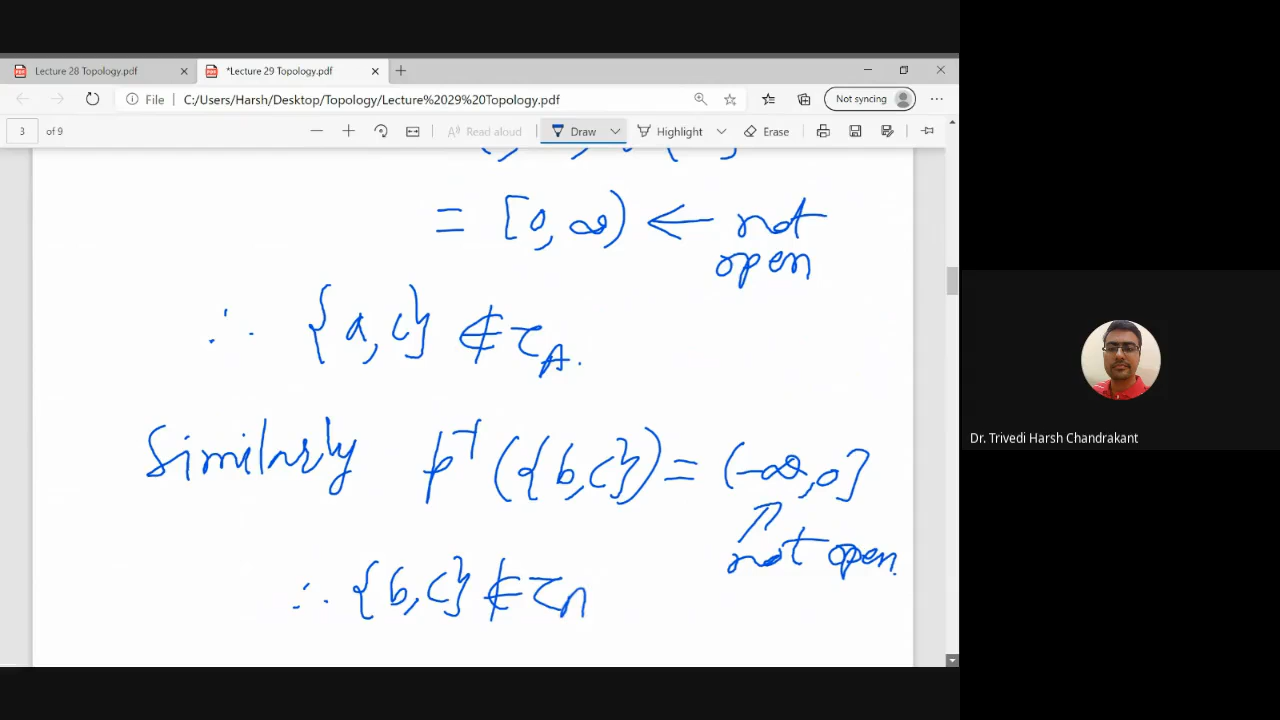 Lecture 28 Topology.pdf
*Lecture 29 Topology.pdf
File
C:/Users/Harsh/Desktop/Topology/Lecture%2029%20Topology.pdf
Not syncing
3 of 9
Read aloud
Draw
Highlight
Erase
= [0, ∞) ← not
open
∴ {a, c} ∉ τ_A.
Similarly p⁻¹({b, c}) = (-∞, 0]
not open.
∴ {b, c} ∉ τ_A
Dr. Trivedi Harsh Chandrakant